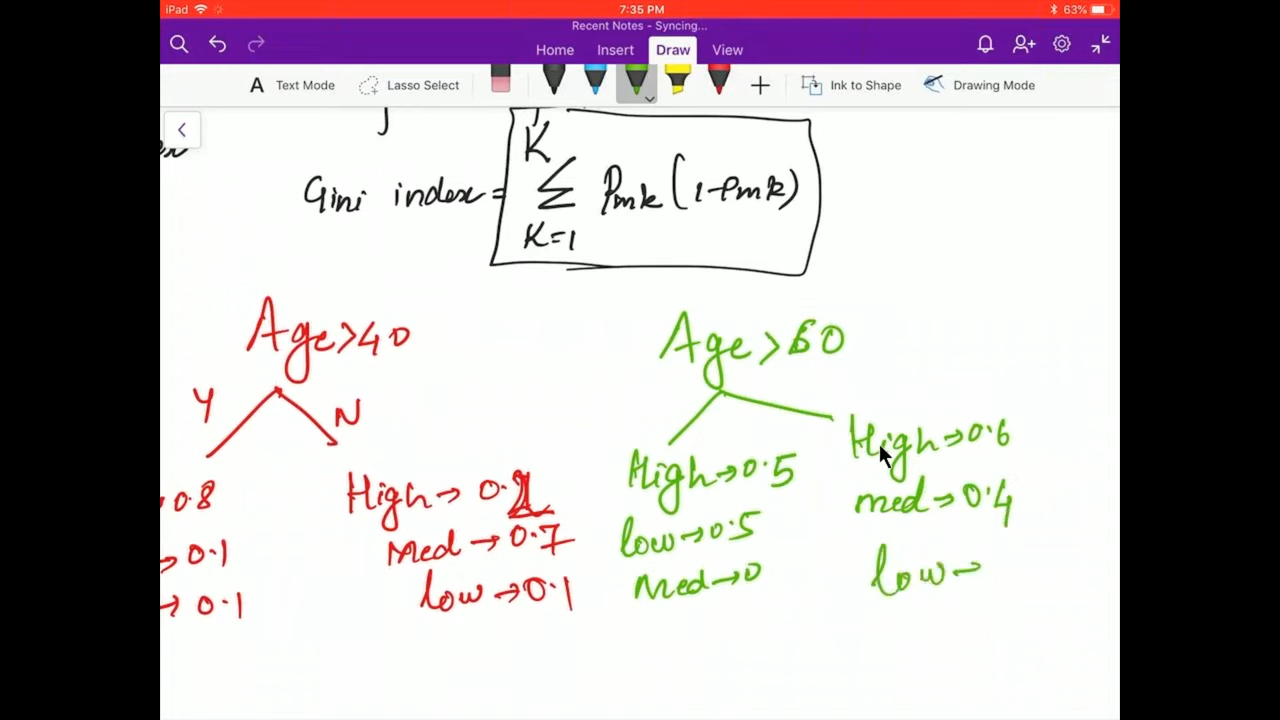 iPad 7:35 PM 63%
Recent Notes - Syncing...
Home Insert Draw View
A Text Mode Lasso Select Ink to Shape Drawing Mode
K
Gini index = Σ Pmk (1-Pmk)
K=1
Age>40
Age>60
Y
N
0.8
→ 0.1
→ 0.1
High → 0.2
Med → 0.7
low → 0.1
High → 0.5
low → 0.5
Med → 0
High → 0.6
med → 0.4
low →